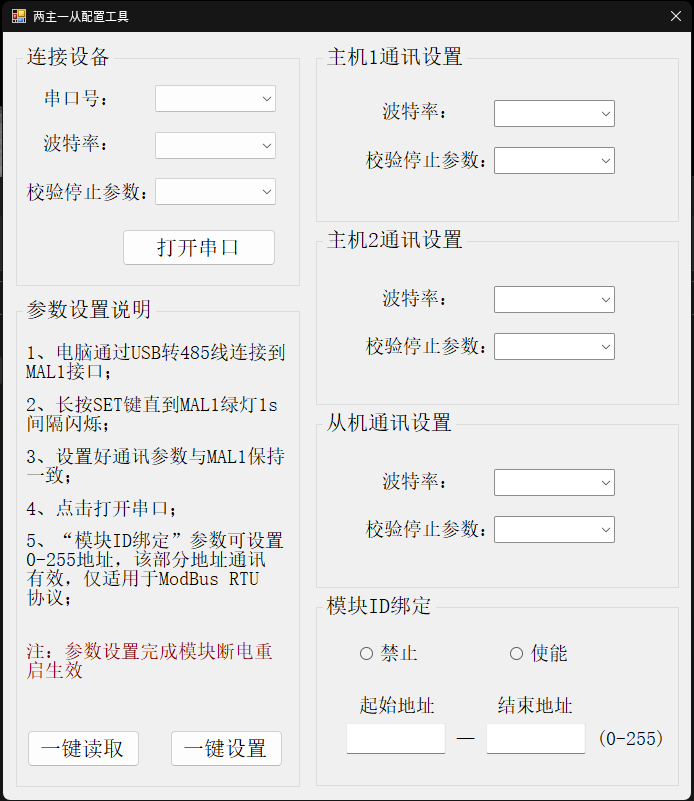 两主一从配置工具
连接设备
串口号：
波特率：
校验停止参数：
打开串口
参数设置说明
1、电脑通过USB转485线连接到
MAL1接口；
2、长按SET键直到MAL1绿灯1s
间隔闪烁；
3、设置好通讯参数与MAL1保持
一致；
4、点击打开串口；
5、“模块ID绑定”参数可设置
0-255地址，该部分地址通讯
有效，仅适用于ModBus RTU
协议；
注：参数设置完成模块断电重
启生效
一键读取
一键设置
主机1通讯设置
波特率：
校验停止参数：
主机2通讯设置
波特率：
校验停止参数：
从机通讯设置
波特率：
校验停止参数：
模块ID绑定
禁止
使能
起始地址
结束地址
— (0-255)